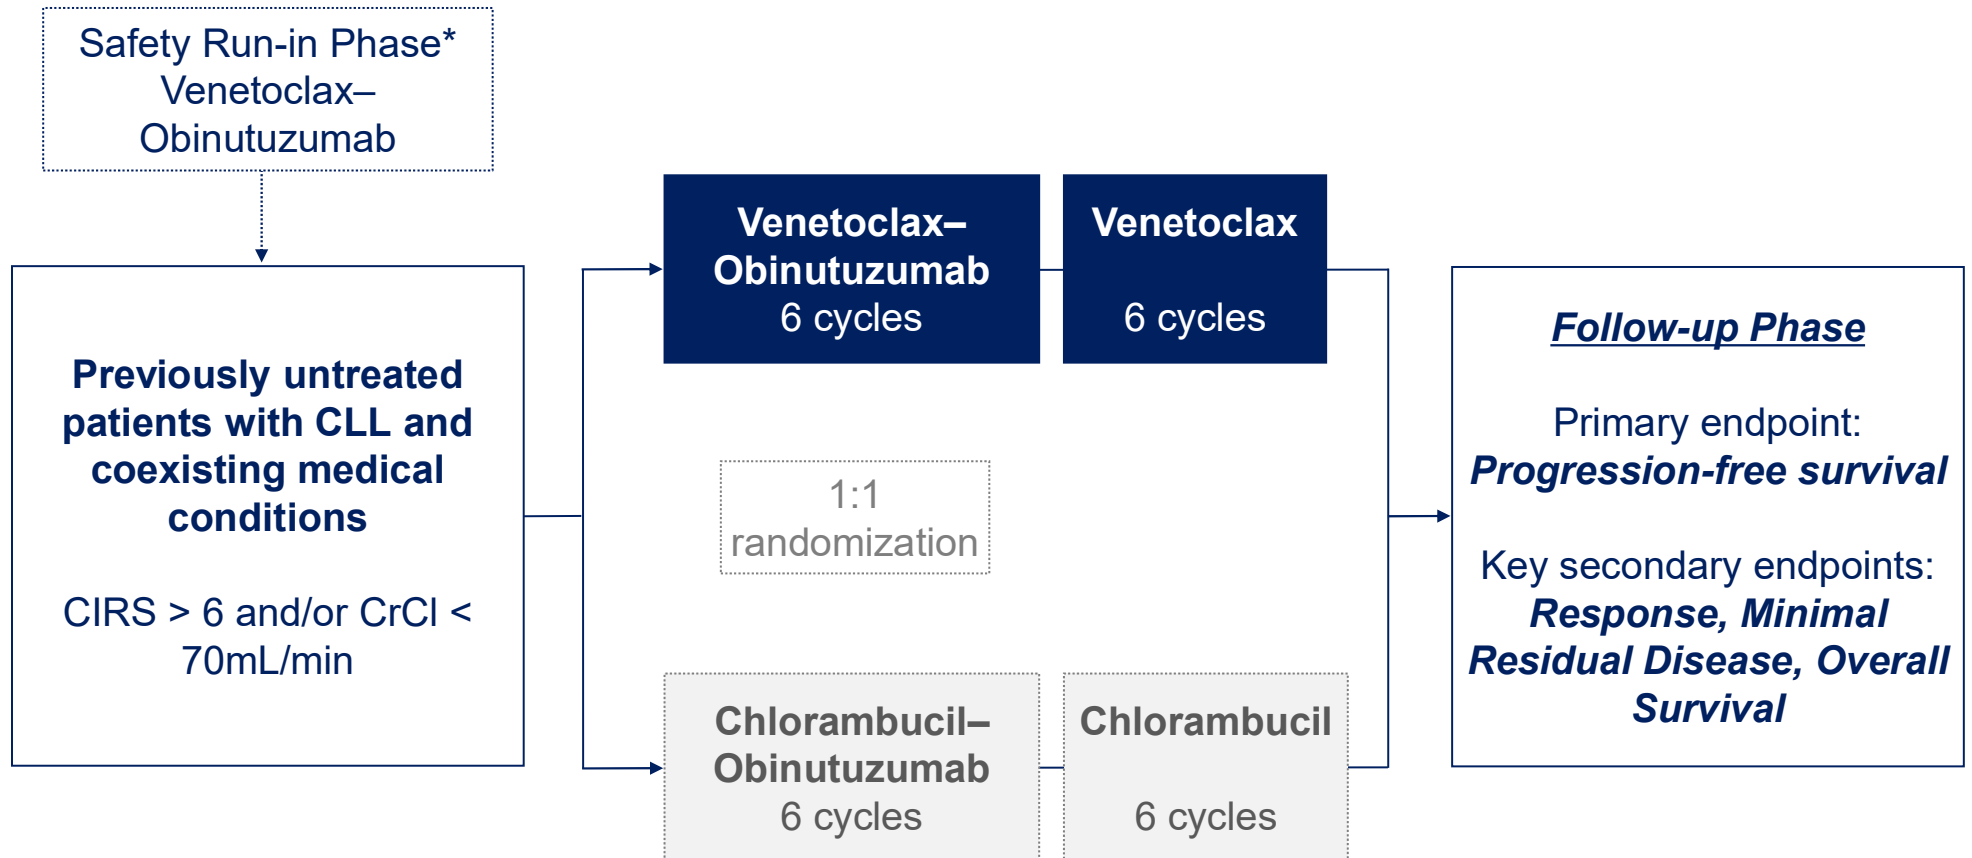 Safety Run-in Phase*
Venetoclax–
Obinutuzumab
Previously untreated
patients with CLL and
coexisting medical
conditions
CIRS > 6 and/or CrCl <
70mL/min
Venetoclax–
Obinutuzumab
6 cycles
Venetoclax
6 cycles
1:1
randomization
Chlorambucil–
Obinutuzumab
6 cycles
Chlorambucil
6 cycles
Follow-up Phase
Primary endpoint:
Progression-free survival
Key secondary endpoints:
Response, Minimal
Residual Disease, Overall
Survival